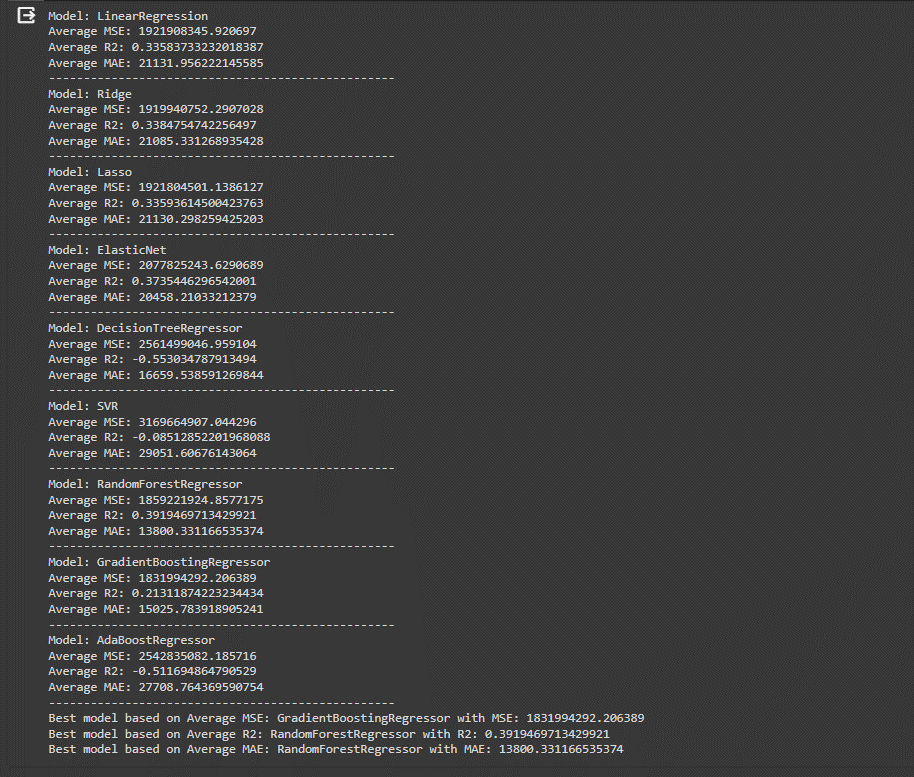 Model: LinearRegression
Average MSE: 1921908345.920697
Average R2: 0.33583733232018387
Average MAE: 21131.956222145585
--------------------------------------------------
Model: Ridge
Average MSE: 1919940752.2907028
Average R2: 0.3384754742256497
Average MAE: 21085.331268935428
--------------------------------------------------
Model: Lasso
Average MSE: 1921804501.1386127
Average R2: 0.33593614500423763
Average MAE: 21130.298259425203
--------------------------------------------------
Model: ElasticNet
Average MSE: 2077825243.6290689
Average R2: 0.3735446296542001
Average MAE: 20458.21033212379
--------------------------------------------------
Model: DecisionTreeRegressor
Average MSE: 2561499046.959104
Average R2: -0.553034787913494
Average MAE: 16659.538591269844
--------------------------------------------------
Model: SVR
Average MSE: 3169664907.044296
Average R2: -0.08512852201968088
Average MAE: 29051.60676143064
--------------------------------------------------
Model: RandomForestRegressor
Average MSE: 1859221924.8577175
Average R2: 0.3919469713429921
Average MAE: 13800.331166535374
--------------------------------------------------
Model: GradientBoostingRegressor
Average MSE: 1831994292.206389
Average R2: 0.21311874223234434
Average MAE: 15025.783918905241
--------------------------------------------------
Model: AdaBoostRegressor
Average MSE: 2542835082.185716
Average R2: -0.511694864790529
Average MAE: 27708.764369590754
--------------------------------------------------
Best model based on Average MSE: GradientBoostingRegressor with MSE: 1831994292.206389
Best model based on Average R2: RandomForestRegressor with R2: 0.3919469713429921
Best model based on Average MAE: RandomForestRegressor with MAE: 13800.331166535374